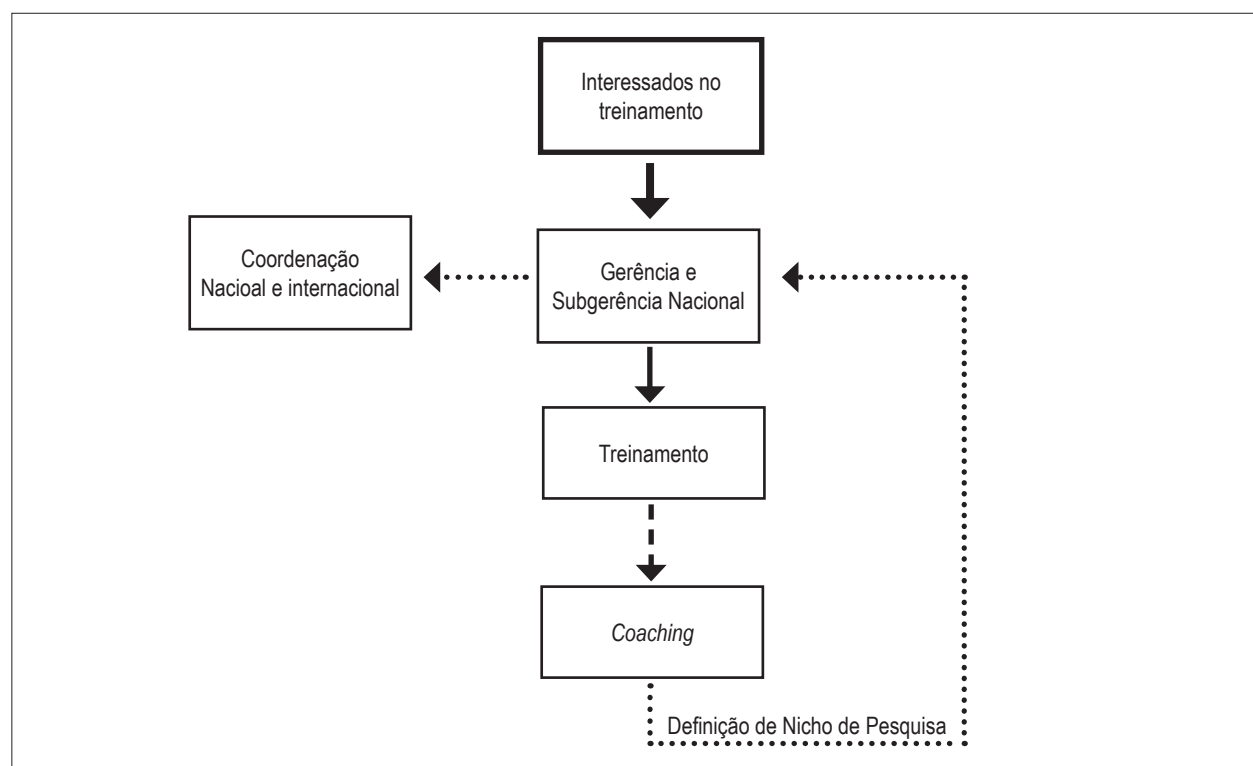 Interessados no
treinamento
Coordenação
Nacioal e internacional
Gerência e
Subgerência Nacional
Treinamento
Coaching
Definição de Nicho de Pesquisa